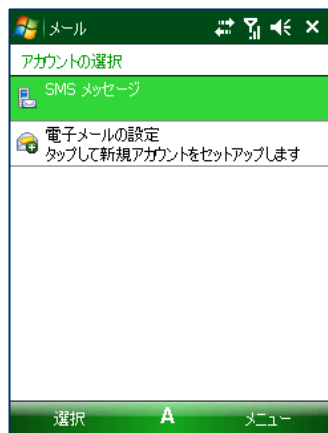 メール
アカウントの選択
SMS メッセージ
電子メールの設定
タップして新規アカウントをセットアップします
選択 A メニュー